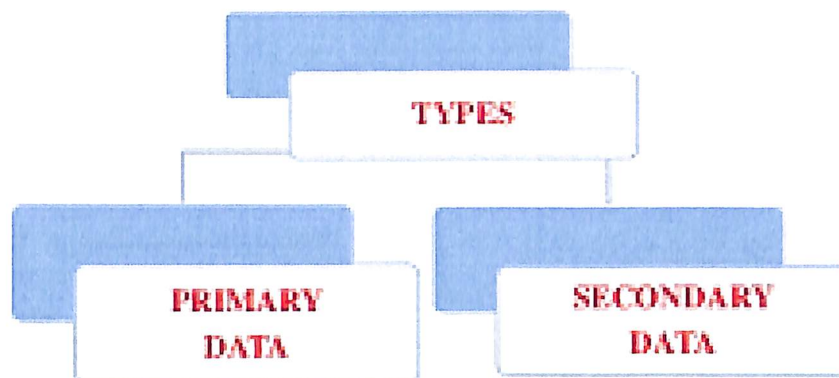 TYPES
PRIMARY
DATA
SECONDARY
DATA